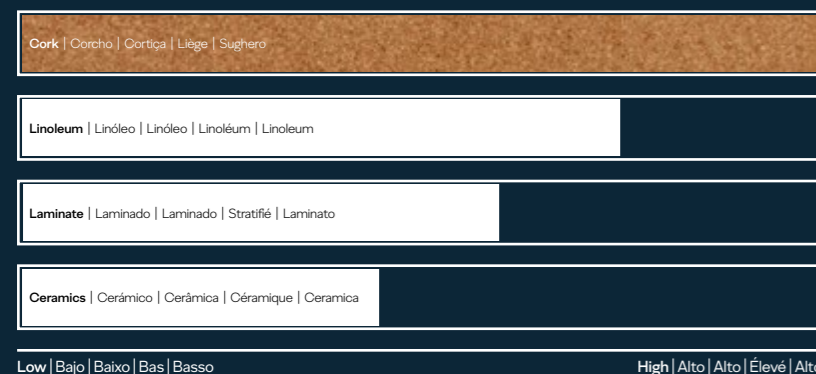 Cork | Corcho | Cortiça | Liège | Sughero
Linoleum | Linóleo | Linóleo | Linoléum | Linoleum
Laminate | Laminado | Laminado | Stratifié | Laminato
Ceramics | Cerámico | Cerâmica | Céramique | Ceramica
Low | Bajo | Baixo | Bas | Basso
High | Alto | Alto | Élevé | Alto